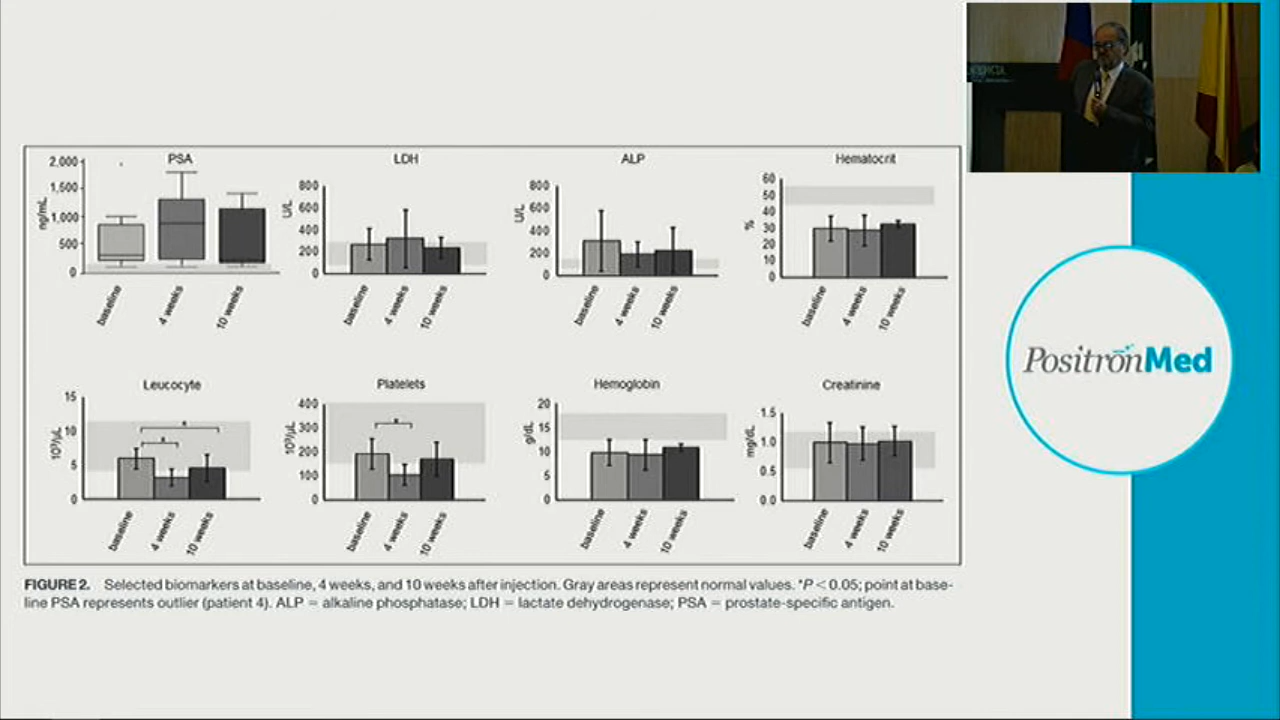 PSA
2,000
1,500
1,000
500
0
ng/mL
baseline
4 weeks
10 weeks
LDH
800
600
400
200
0
U/L
baseline
4 weeks
10 weeks
ALP
800
600
400
200
0
U/L
baseline
4 weeks
10 weeks
Hematocrit
60
50
40
30
20
10
0
%
baseline
4 weeks
10 weeks
PositronMed
Leucocyte
15
10
5
0
10³/µL
*
*
baseline
4 weeks
10 weeks
Platelets
400
300
200
100
0
10³/µL
*
baseline
4 weeks
10 weeks
Hemoglobin
20
15
10
5
0
g/dL
baseline
4 weeks
10 weeks
Creatinine
1.5
1.0
0.5
0.0
mg/dL
baseline
4 weeks
10 weeks
FIGURE 2. Selected biomarkers at baseline, 4 weeks, and 10 weeks after injection. Gray areas represent normal values. *P < 0.05; point at base-
line PSA represents outlier (patient 4). ALP = alkaline phosphatase; LDH = lactate dehydrogenase; PSA = prostate-specific antigen.